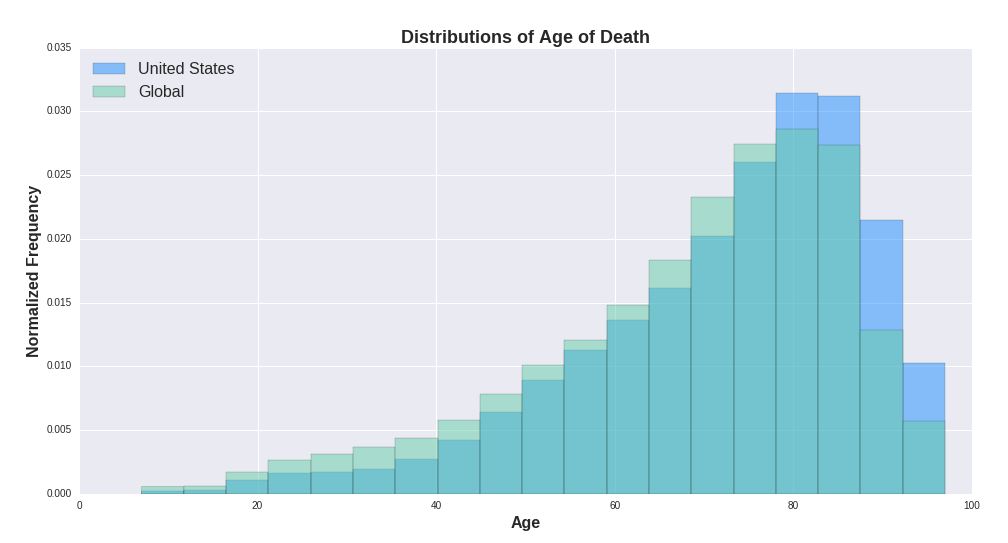 Distributions of Age of Death
United States
Global
0.035
0.030
0.025
0.020
0.015
0.010
0.005
0.000
Normalized Frequency
0 20 40 60 80 100
Age